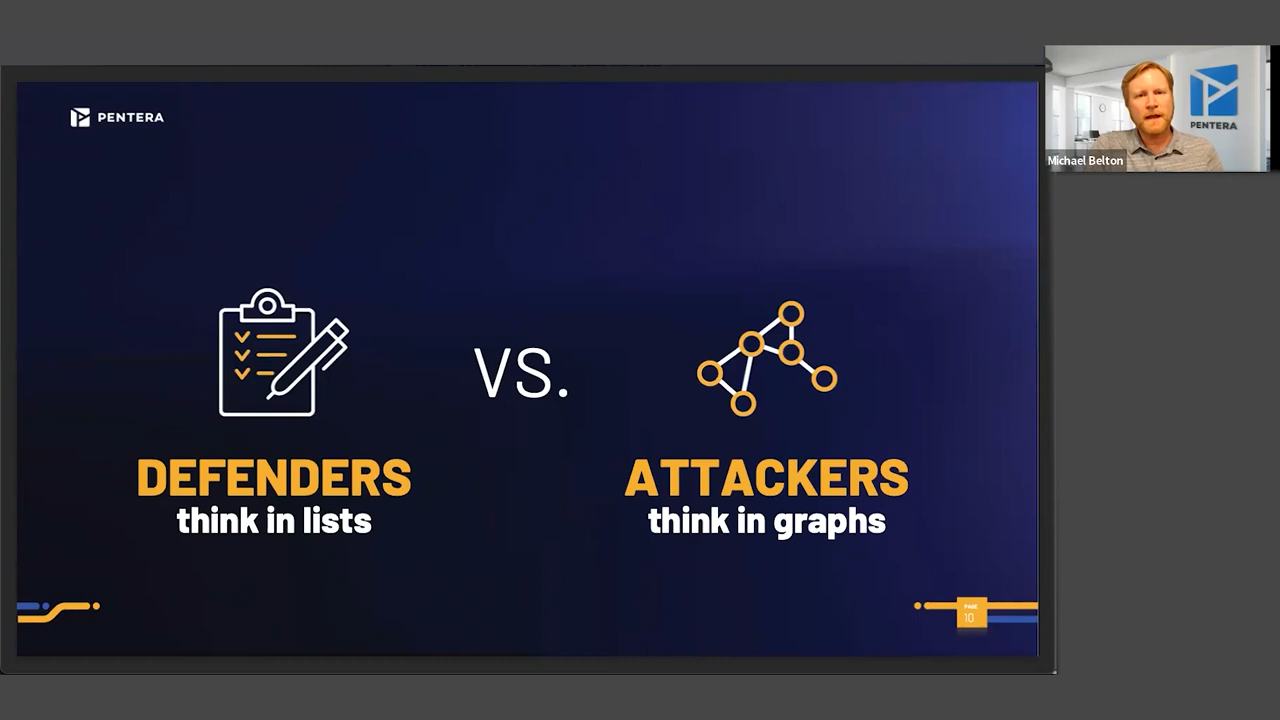 PENTERA
VS.
DEFENDERS
think in lists
ATTACKERS
think in graphs
PAGE
10
PENTERA
Michael Belton